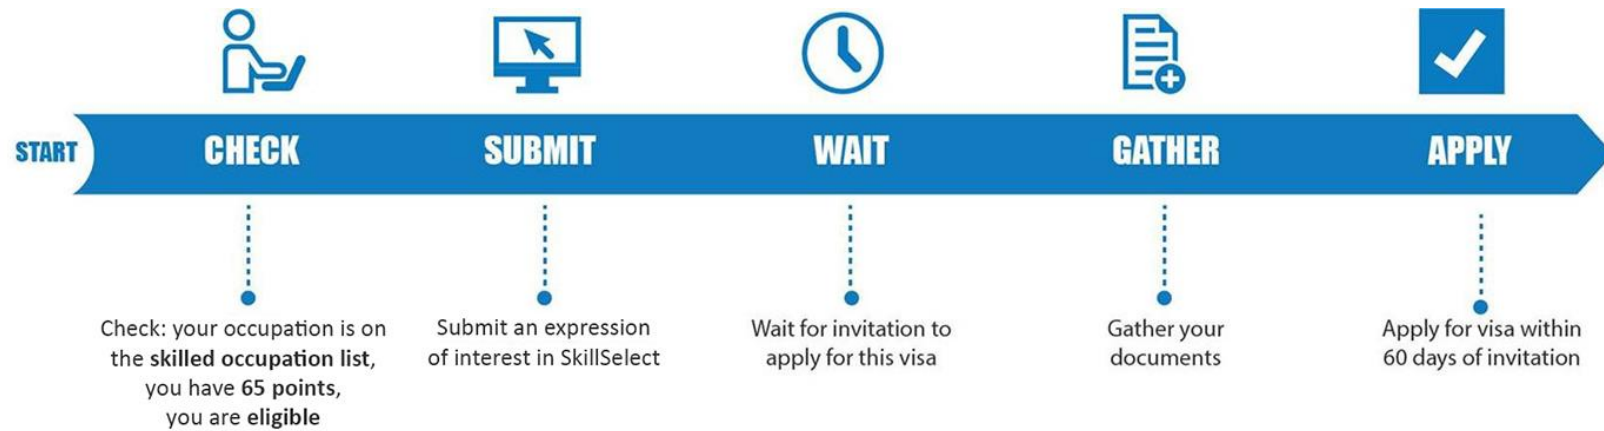 START
CHECK
SUBMIT
WAIT
GATHER
APPLY
Check: your occupation is on
the skilled occupation list,
you have 65 points,
you are eligible
Submit an expression
of interest in SkillSelect
Wait for invitation to
apply for this visa
Gather your
documents
Apply for visa within
60 days of invitation